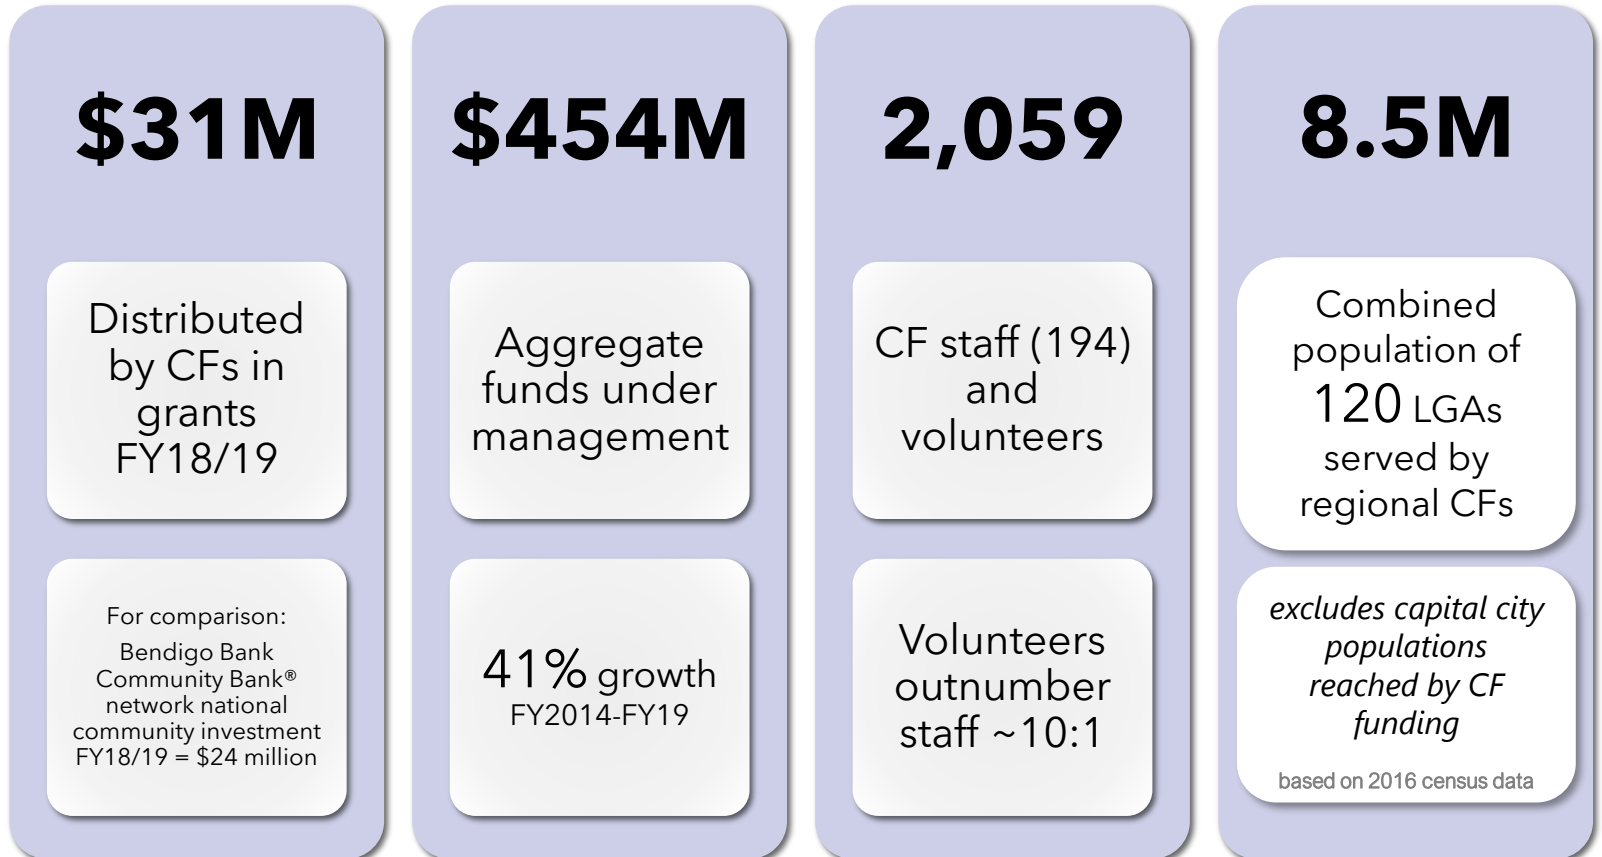 $31M
Distributed
by CFs in
grants
FY18/19
For comparison:
Bendigo Bank
Community Bank®
network national
community investment
FY18/19 = $24 million
$454M
Aggregate
funds under
management
41% growth
FY2014-FY19
2,059
CF staff (194)
and
volunteers
Volunteers
outnumber
staff ~10:1
8.5M
Combined
population of
120 LGAs
served by
regional CFs
excludes capital city
populations
reached by CF
funding
based on 2016 census data